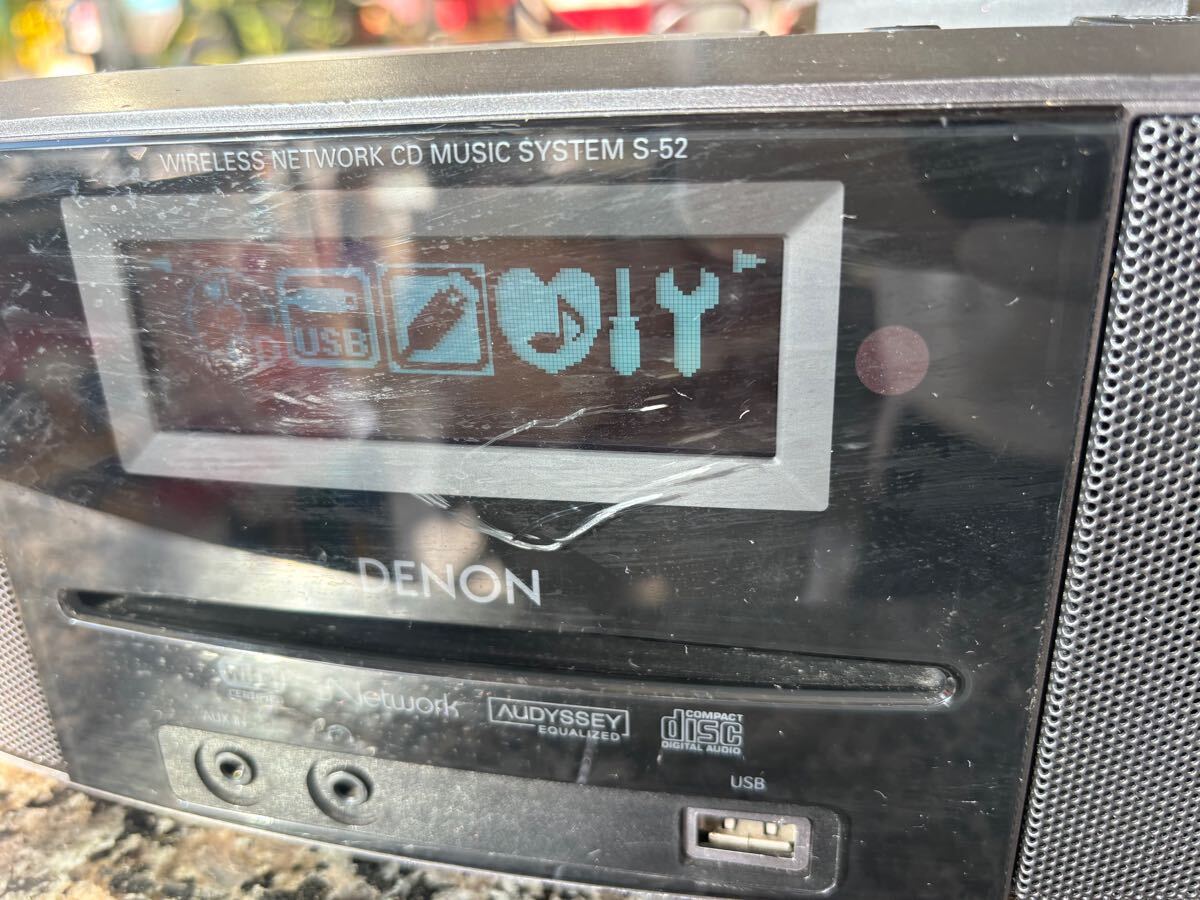 WIRELESS NETWORK CD MUSIC SYSTEM S-52
USB
DENON
Network
AUDYSSEY
EQUALIZED
COMPACT
disc
DIGITAL AUDIO
AUX IN
USB